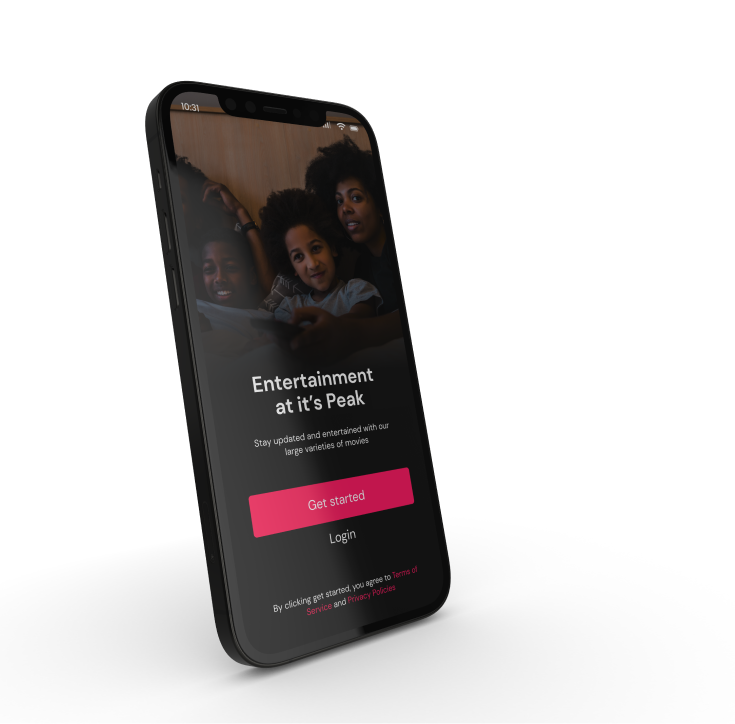 10:31
Entertainment
at it's Peak
Stay updated and entertained with our
large varieties of movies
Get started
Login
By clicking get started, you agree to Terms of
Service and Privacy Policies